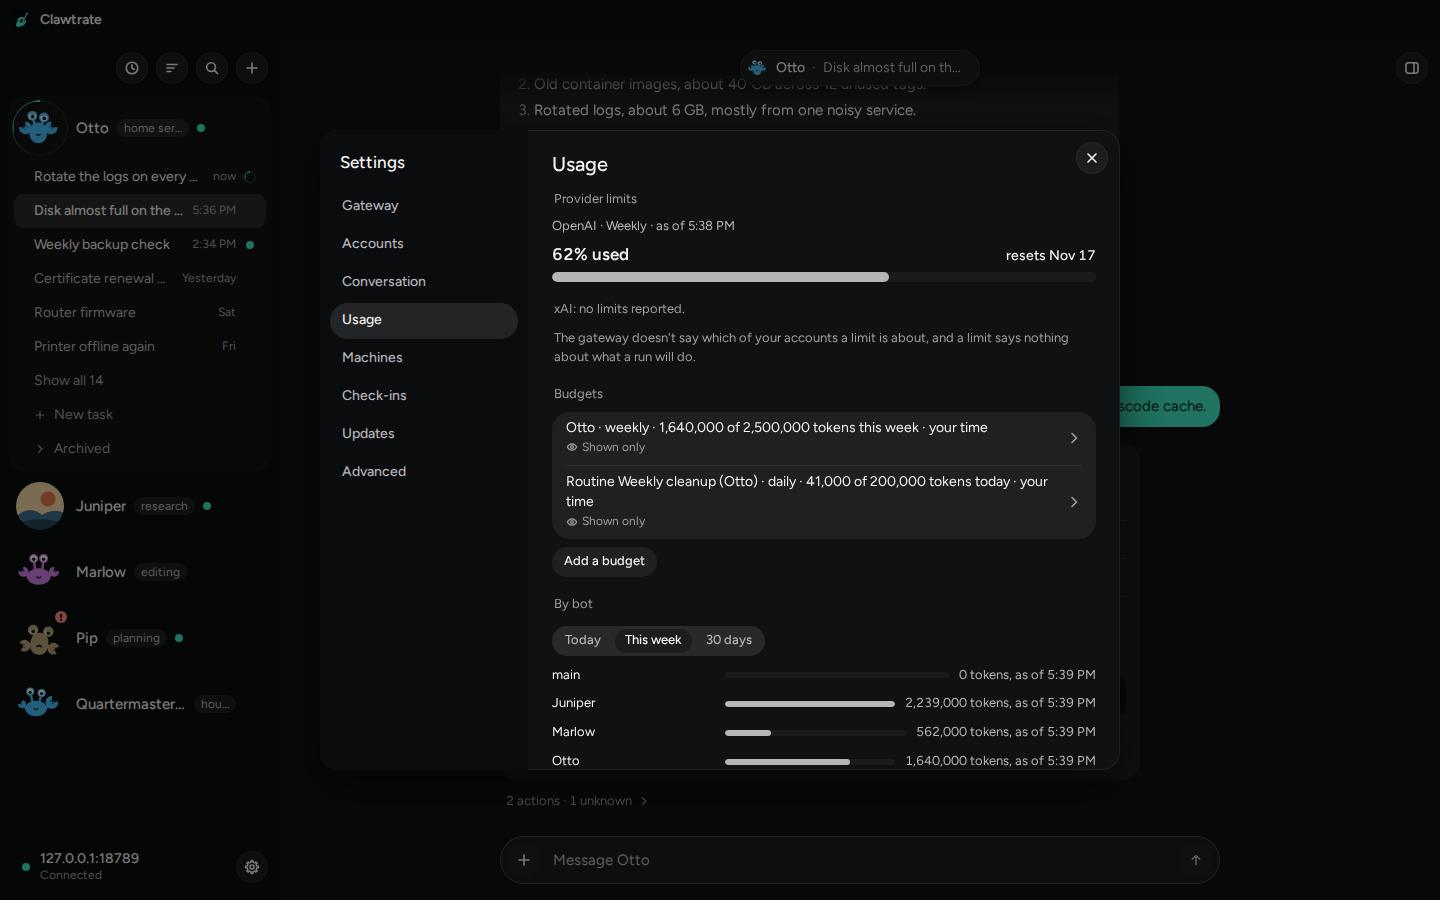 Clawtrate
Otto · Disk almost full on th...
2. Old container images, about 40 GB across 12 unused tags.
3. Rotated logs, about 6 GB, mostly from one noisy service.
Otto home ser...
Rotate the logs on every ... now
Disk almost full on the ... 5:36 PM
Weekly backup check 2:34 PM
Certificate renewal ... Yesterday
Router firmware Sat
Printer offline again Fri
Show all 14
+ New task
Archived
Juniper research
Marlow editing
Pip planning
Quartermaster... hou...
127.0.0.1:18789
Connected
Settings
Gateway
Accounts
Conversation
Usage
Machines
Check-ins
Updates
Advanced
Usage
Provider limits
OpenAI · Weekly · as of 5:38 PM
62% used resets Nov 17
xAI: no limits reported.
The gateway doesn't say which of your accounts a limit is about, and a limit says nothing
about what a run will do.
Budgets
Otto · weekly · 1,640,000 of 2,500,000 tokens this week · your time
Shown only
Routine Weekly cleanup (Otto) · daily · 41,000 of 200,000 tokens today · your
time
Shown only
Add a budget
By bot
Today This week 30 days
main 0 tokens, as of 5:39 PM
Juniper 2,239,000 tokens, as of 5:39 PM
Marlow 562,000 tokens, as of 5:39 PM
Otto 1,640,000 tokens, as of 5:39 PM
scode cache.
2 actions · 1 unknown
Message Otto